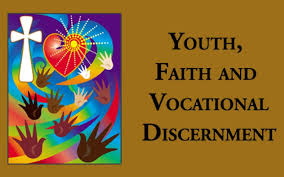 Youth,
Faith and
Vocational
Discernment